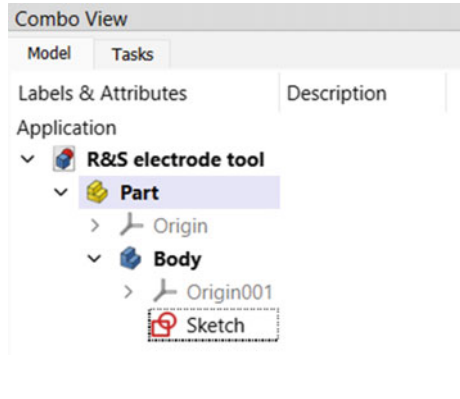 Combo View
Model Tasks
Labels & Attributes Description
Application
R&S electrode tool
Part
Origin
Body
Origin001
Sketch